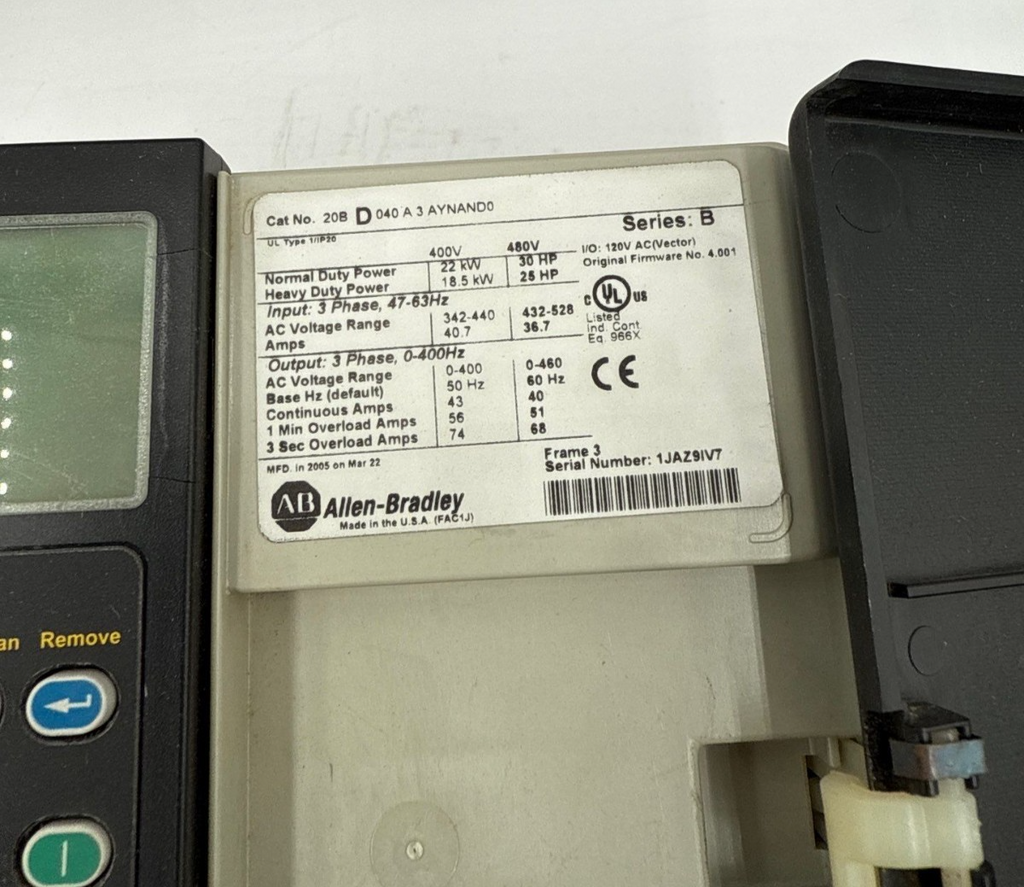 Cat No. 20B D 040 A 3 AYNAND0
UL Type 1/IP20
Series: B
400V 480V
I/O: 120V AC(Vector)
Normal Duty Power 22 kW 30 HP
Original Firmware No. 4.001
Heavy Duty Power 18.5 kW 25 HP
Input: 3 Phase, 47-63Hz
C UL US
AC Voltage Range 342-440 432-528
Listed
Amps 40.7 36.7
Ind. Cont.
Eq. 966X
Output: 3 Phase, 0-400Hz
AC Voltage Range 0-400 0-460
CE
Base Hz (default) 50 Hz 60 Hz
Continuous Amps 43 40
1 Min Overload Amps 56 51
3 Sec Overload Amps 74 68
MFD. in 2005 on Mar 22
Frame 3
Serial Number: 1JAZ9IV7
AB Allen-Bradley
Made in the U.S.A. (FAC1J)
an Remove